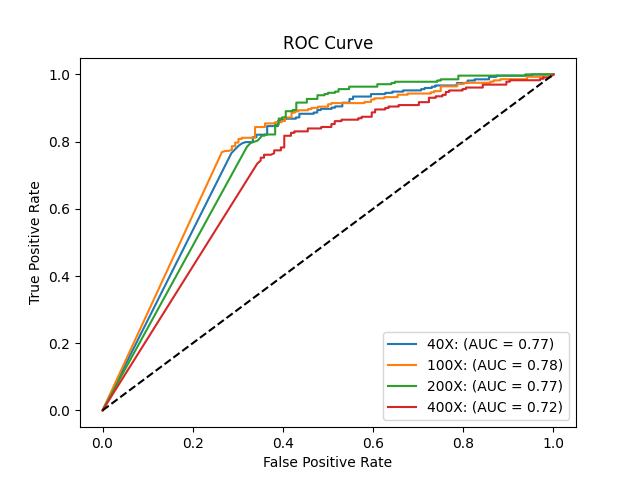 ROC Curve
1.0
0.8
0.6
0.4
0.2
0.0
True Positive Rate
40X: (AUC = 0.77)
100X: (AUC = 0.78)
200X: (AUC = 0.77)
400X: (AUC = 0.72)
0.0 0.2 0.4 0.6 0.8 1.0
False Positive Rate